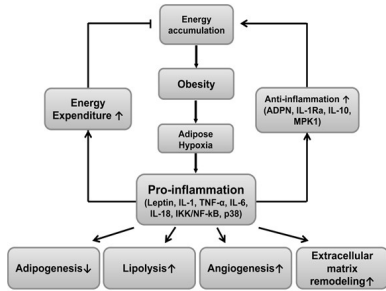 Energy
accumulation
Obesity
Energy
Expenditure ↑
Anti-inflammation ↑
(ADPN, IL-1Ra, IL-10,
MPK1)
Adipose
Hypoxia
Pro-inflammation
(Leptin, IL-1, TNF-α, IL-6,
IL-18, IKK/NF-kB, p38)
Adipogenesis↓
Lipolysis↑
Angiogenesis↑
Extracellular
matrix
remodeling↑